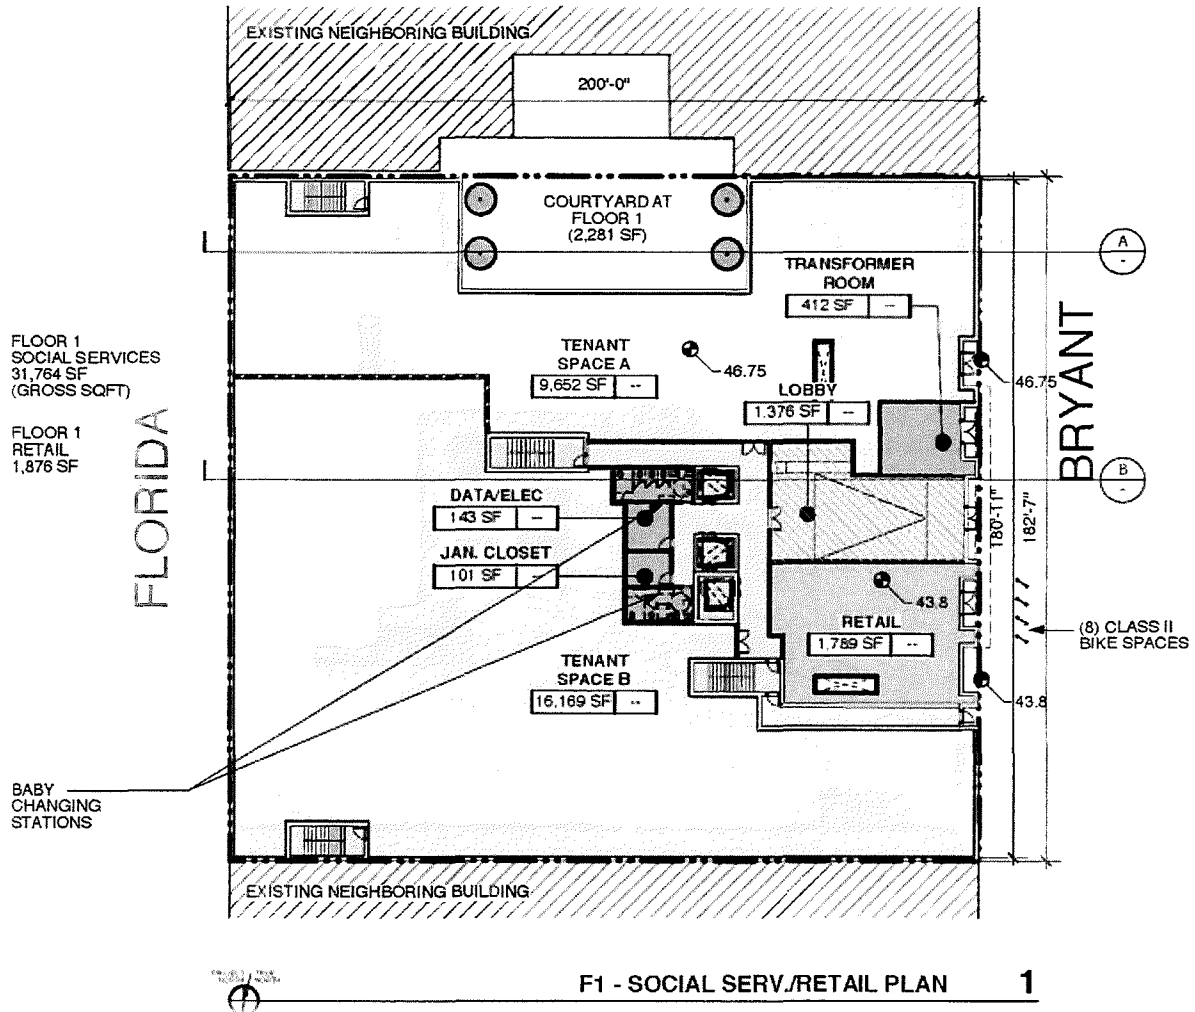 EXISTING NEIGHBORING BUILDING
200'-0"
COURTYARD AT
FLOOR 1
(2,281 SF)
A
-
TRANSFORMER
ROOM
412 SF --
FLOOR 1
SOCIAL SERVICES
31,764 SF
(GROSS SQFT)
FLOOR 1
RETAIL
1,876 SF
TENANT
SPACE A
9,652 SF --
46.75
LOBBY
1,376 SF --
46.75
BRYANT
FLORIDA
B
-
DATA/ELEC
143 SF --
JAN. CLOSET
101 SF --
180'-11"
182'-7"
43.8
RETAIL
1,789 SF --
(8) CLASS II
BIKE SPACES
TENANT
SPACE B
16,169 SF --
43.8
BABY
CHANGING
STATIONS
EXISTING NEIGHBORING BUILDING
F1 - SOCIAL SERV./RETAIL PLAN 1